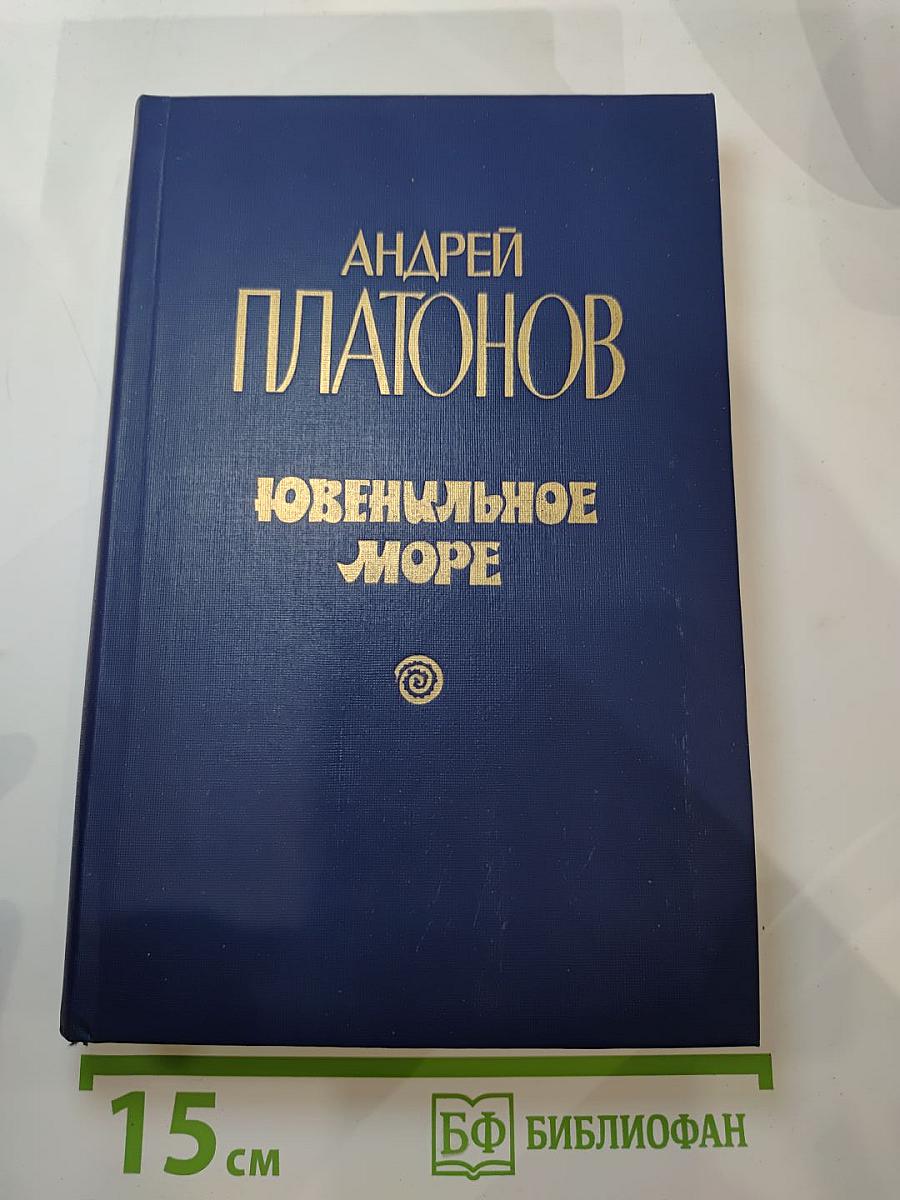 АНДРЕЙ
ПЛАТОНОВ
ЮВЕНИЛЬНОЕ
МОРЕ
15 см
БФ БИБЛИОФАН